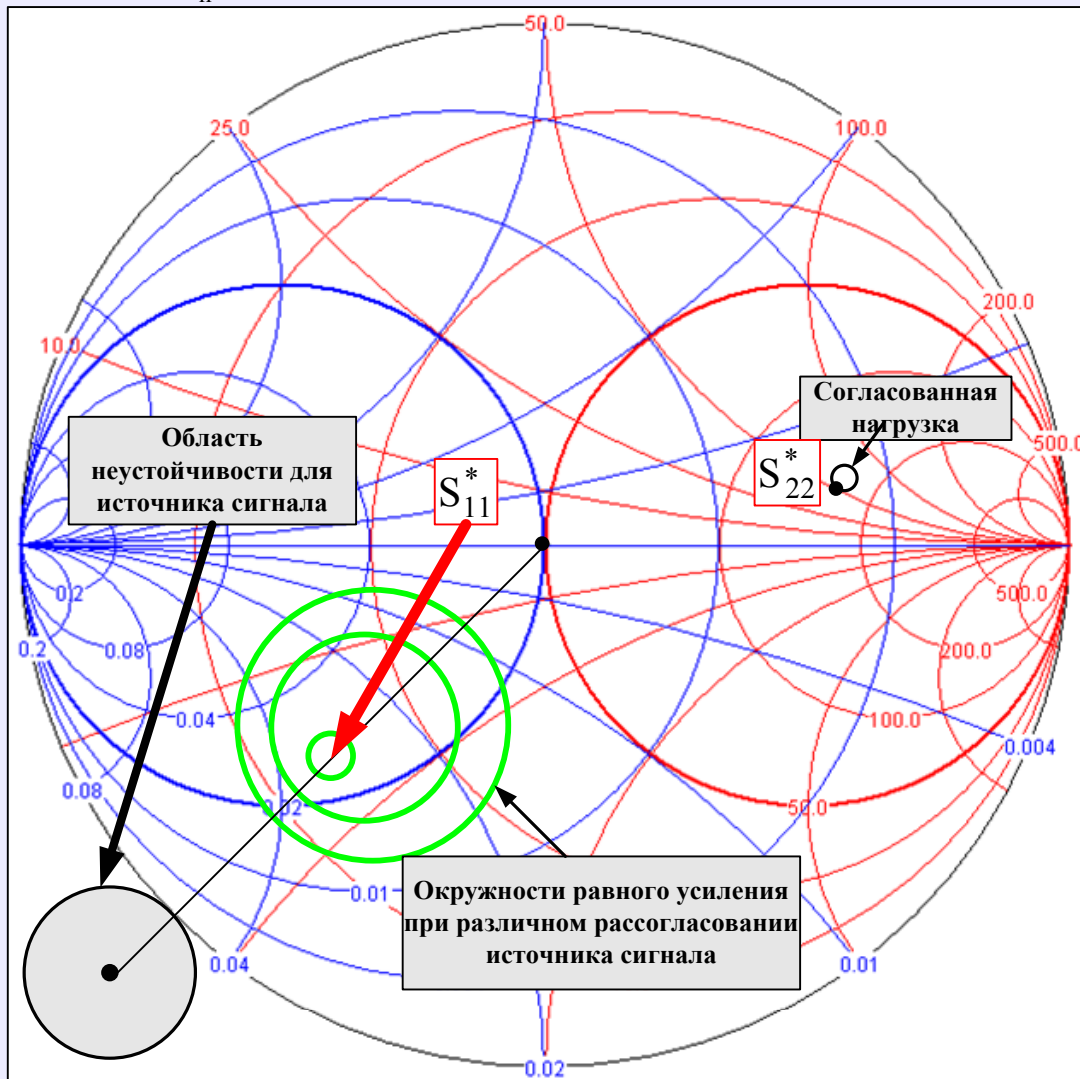 п
50.0
25.0
100.0
200.0
10.0
Согласованная
нагрузка
Область
неустойчивости для
источника сигнала
S*11
S*22
500.0
0.2
500.0
0.2
0.08
200.0
0.04
100.0
0.004
0.08
0.02
50.0
Окружности равного усиления
при различном рассогласовании
источника сигнала
0.01
0.04
0.01
0.02